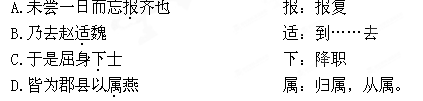 A.未尝一日而忘报齐也 报：报复
B.乃去赵适魏 适：到……去
C.于是屈身下士 下：降职
D.皆为郡县以属燕 属：归属，从属。